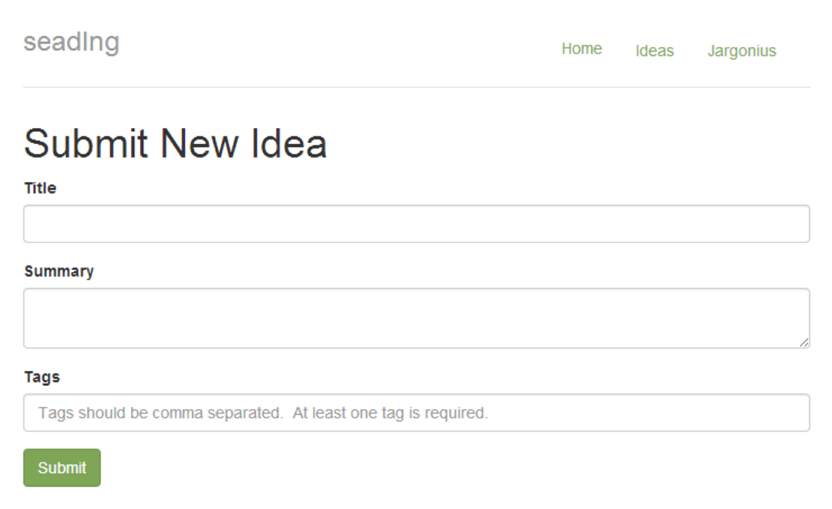 seadIng
Home Ideas Jargonius
Submit New Idea
Title
Summary
Tags
Tags should be comma separated.  At least one tag is required.
Submit